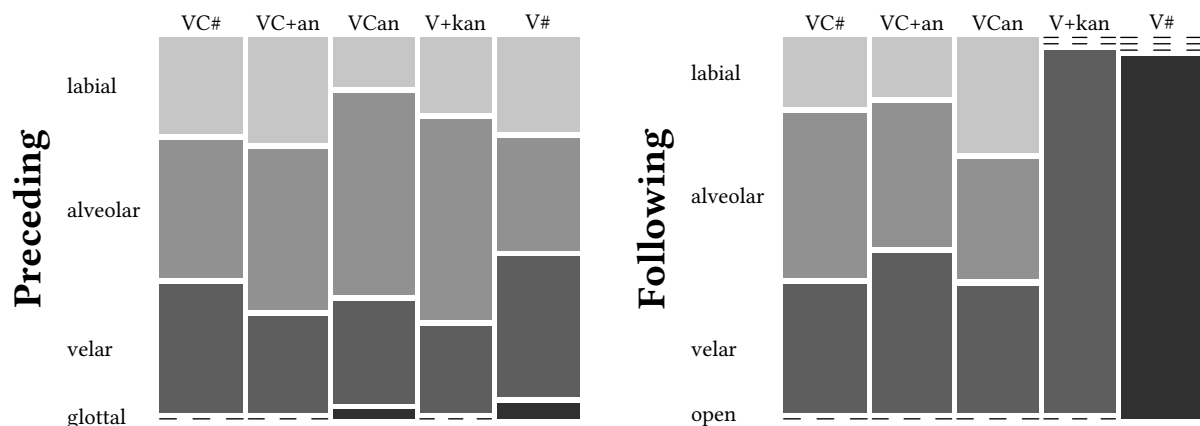 VC# VC+an VCan V+kan V#
labial
alveolar
velar
glottal
Preceding
VC# VC+an VCan V+kan V#
labial
alveolar
velar
open
Following